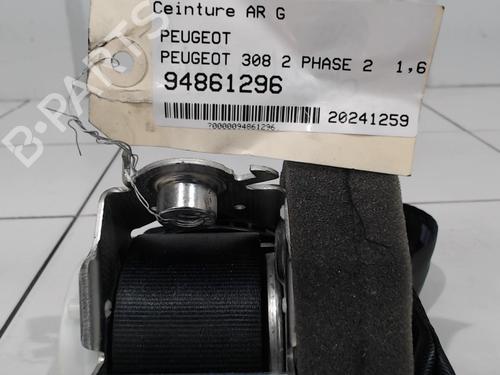 Ceinture AR G
PEUGEOT
PEUGEOT 308 2 PHASE 2 1,6
94861296
20241259
?0000094861296
B-PARTS